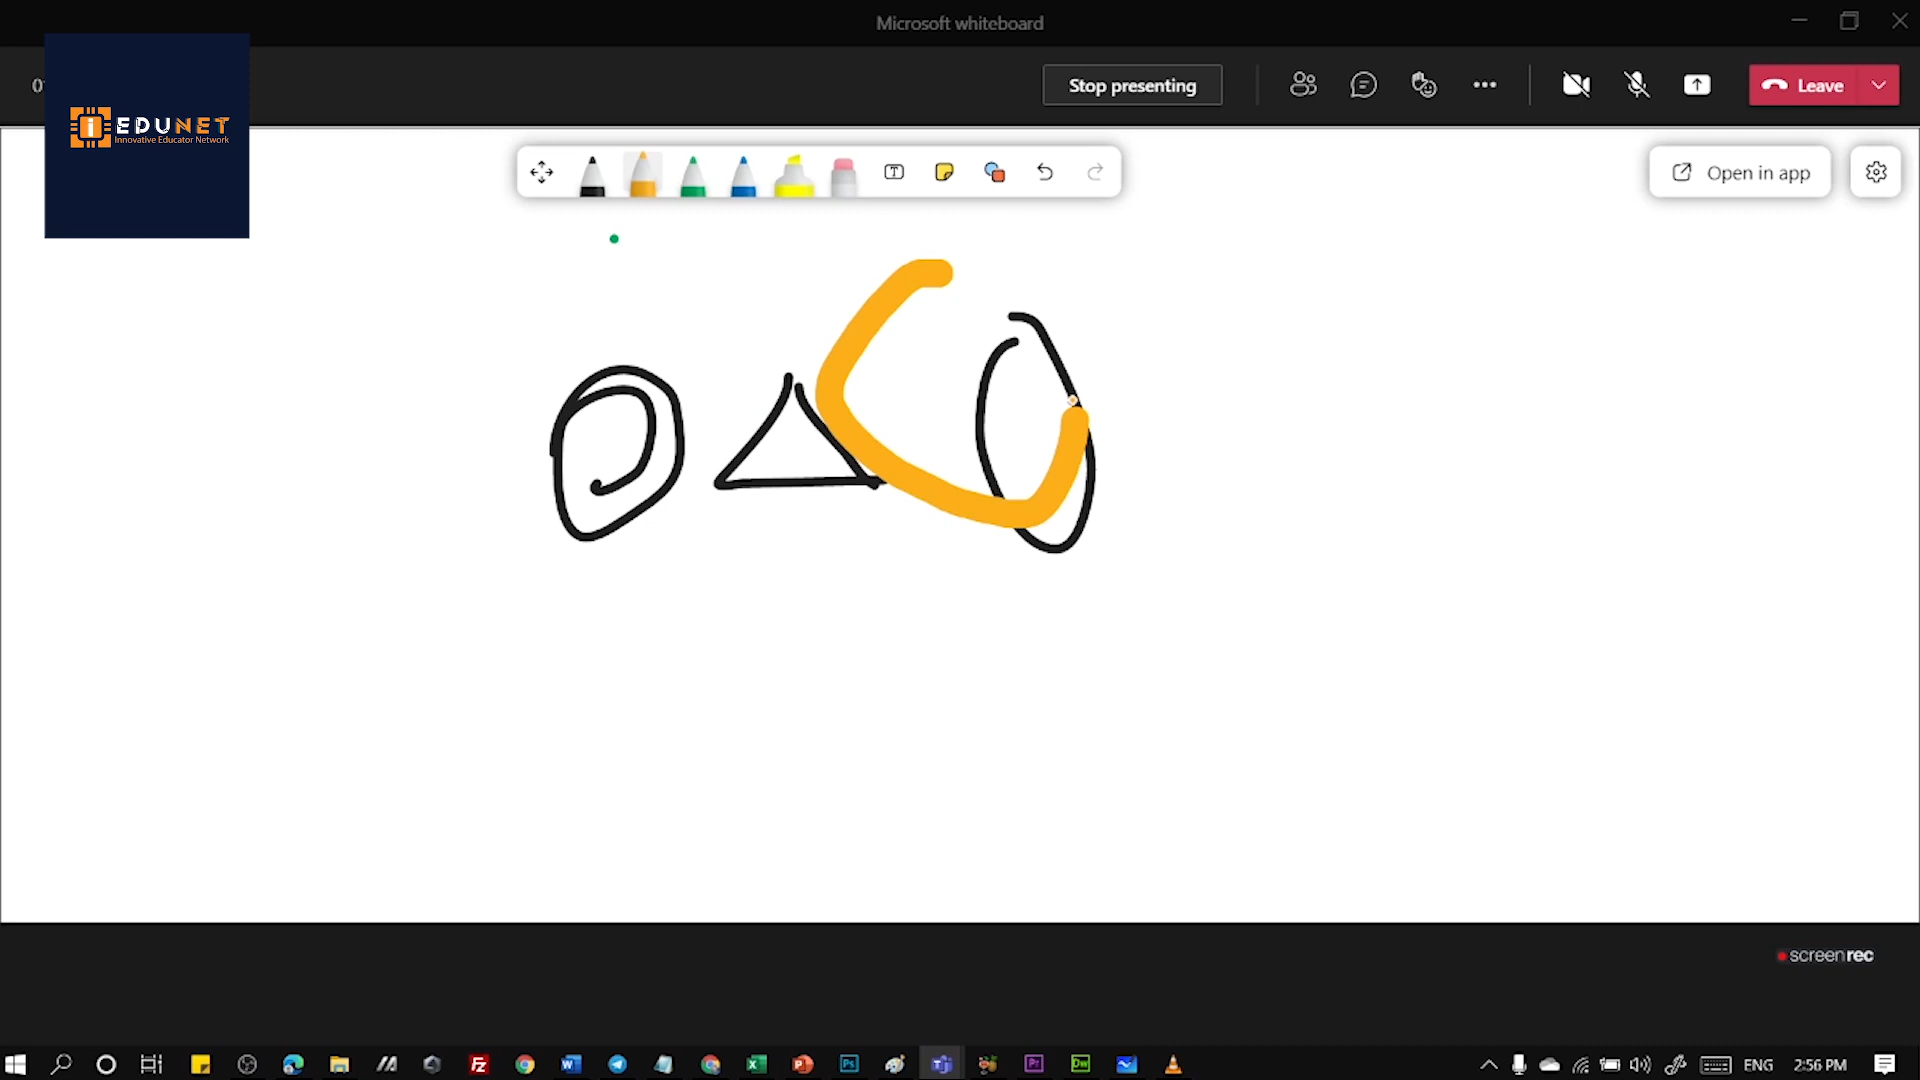 Microsoft whiteboard
Stop presenting
Leave
i EDUNET
Innovative Educator Network
Open in app
screenrec
ENG
2:56 PM